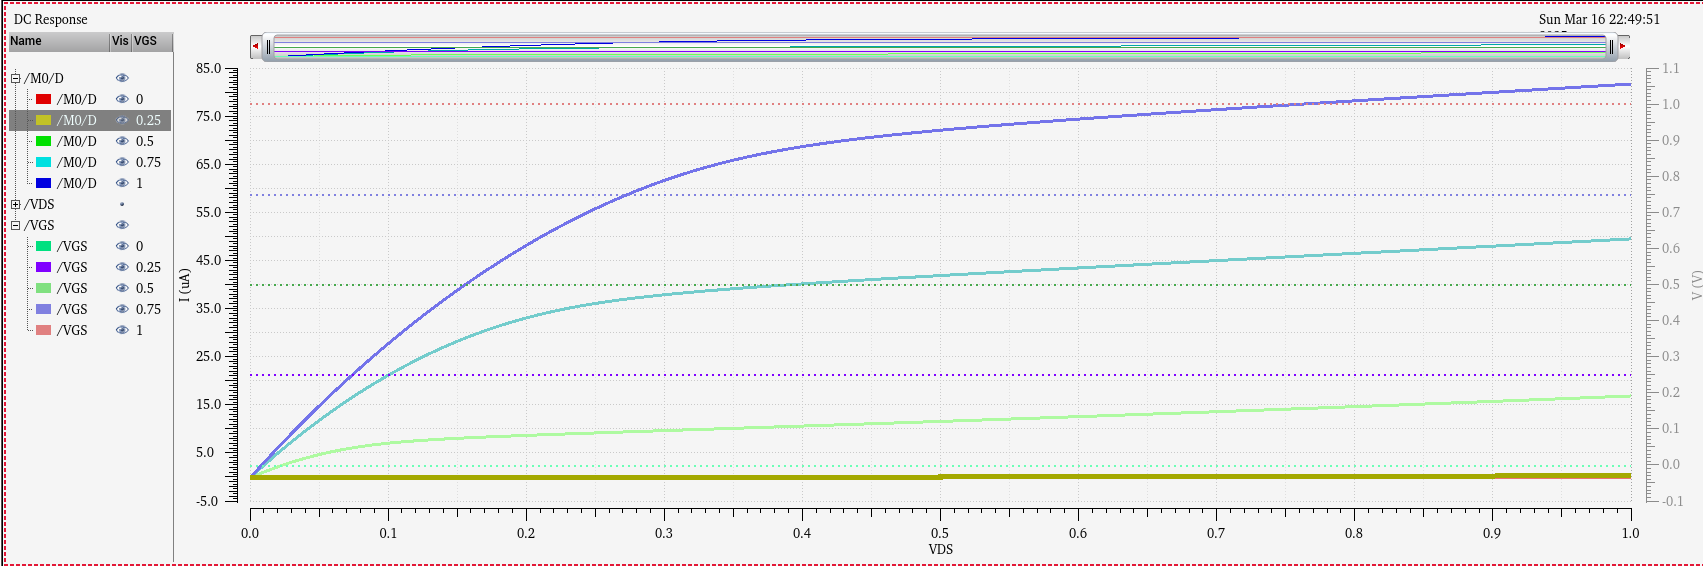 DC Response
Sun Mar 16 22:49:51
Name Vis VGS
/M0/D
/M0/D 0
/M0/D 0.25
/M0/D 0.5
/M0/D 0.75
/M0/D 1
/VDS
/VGS
/VGS 0
/VGS 0.25
/VGS 0.5
/VGS 0.75
/VGS 1
I (uA)
85.0
75.0
65.0
55.0
45.0
35.0
25.0
15.0
5.0
-5.0
0.0 0.1 0.2 0.3 0.4 0.5 0.6 0.7 0.8 0.9 1.0
VDS
1.1
1.0
0.9
0.8
0.7
0.6
0.5
0.4
0.3
0.2
0.1
0.0
-0.1
V (V)